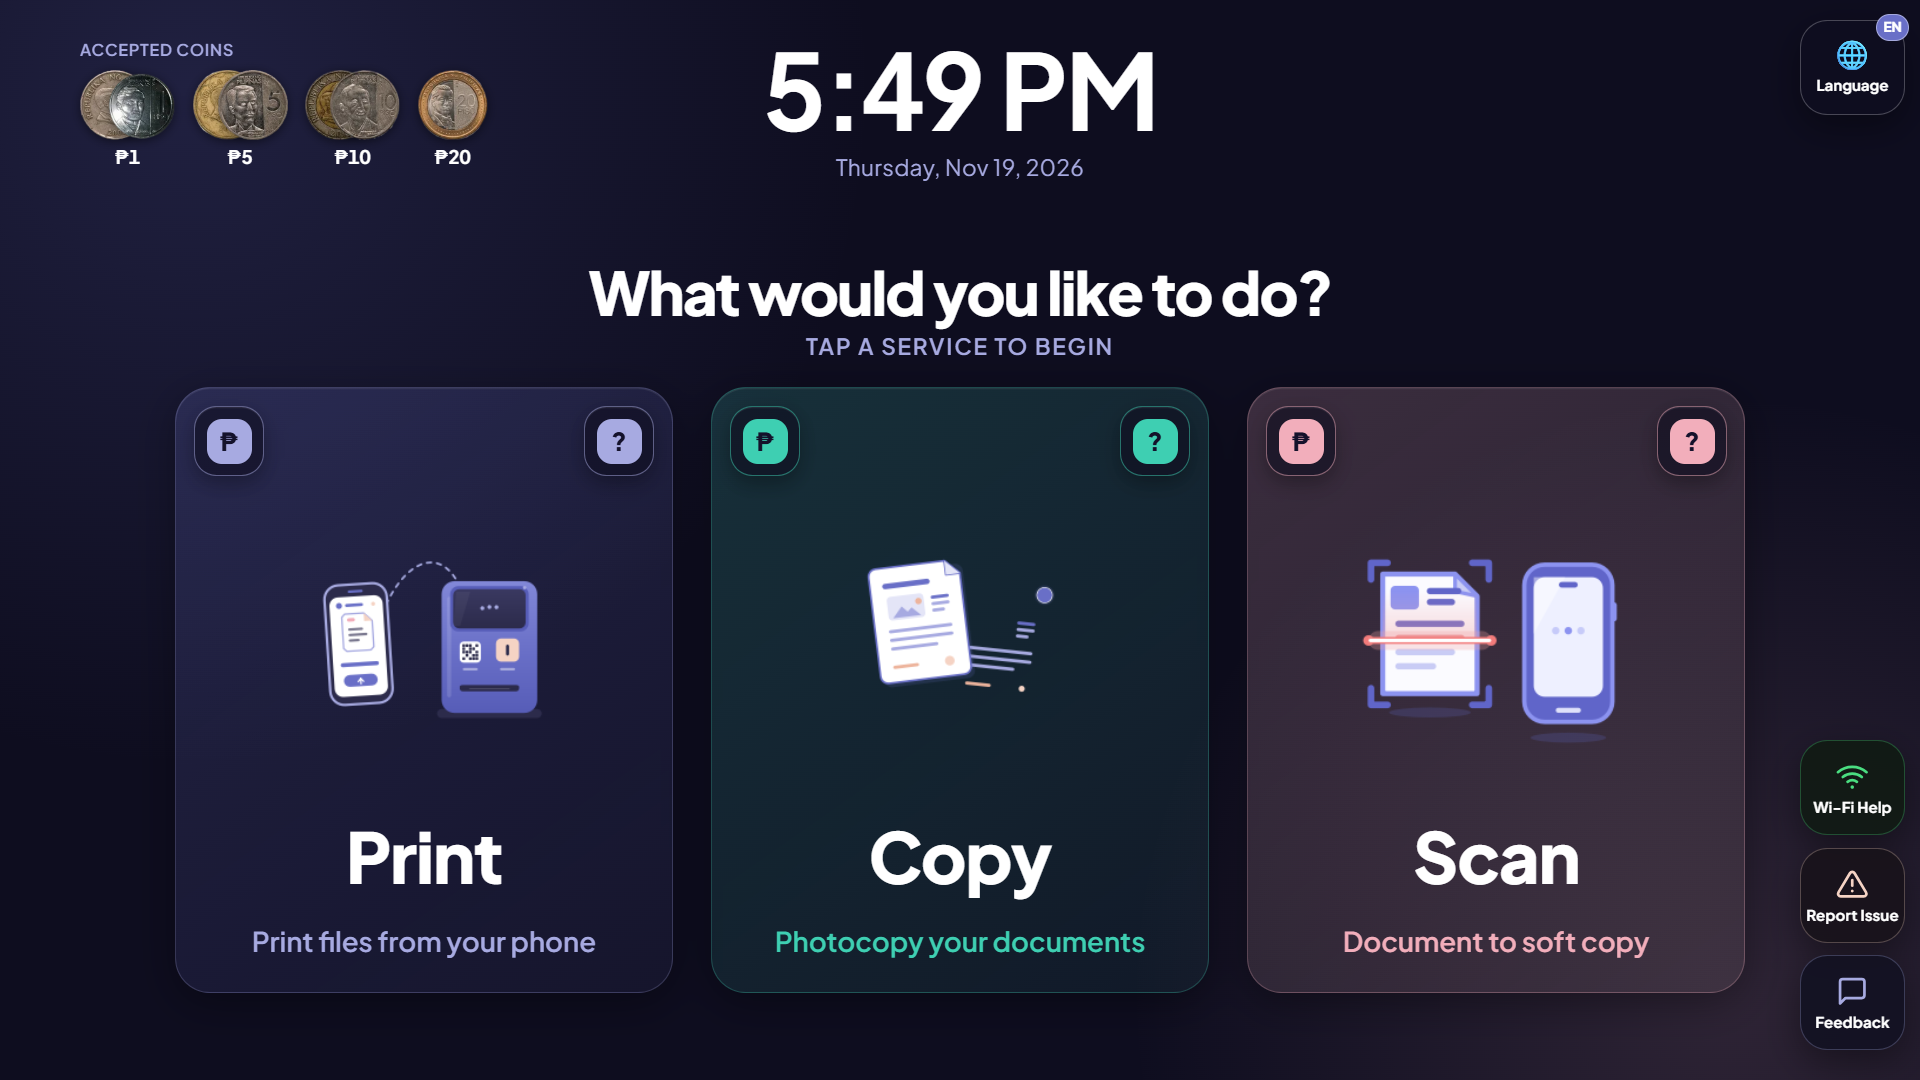 ACCEPTED COINS
₱1
₱5
₱10
₱20
5:49 PM
Thursday, Nov 19, 2026
EN
Language
What would you like to do?
TAP A SERVICE TO BEGIN
₱
?
₱
?
₱
?
Print
Print files from your phone
Copy
Photocopy your documents
Scan
Document to soft copy
Wi-Fi Help
Report Issue
Feedback